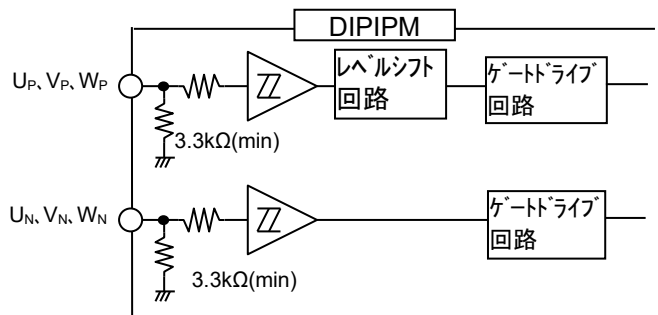 DIPIPM
UP、VP、WP
3.3kΩ(min)
ﾚﾍﾞﾙｼﾌﾄ
回路
ｹﾞｰﾄﾄﾞﾗｲﾌﾞ
回路
UN、VN、WN
3.3kΩ(min)
ｹﾞｰﾄﾄﾞﾗｲﾌﾞ
回路